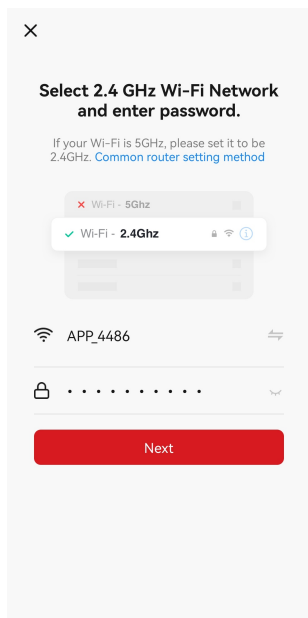 Select 2.4 GHz Wi-Fi Network
and enter password.
If your Wi-Fi is 5GHz, please set it to be
2.4GHz. Common router setting method
Wi-Fi - 5Ghz
Wi-Fi - 2.4Ghz
APP_4486
Next